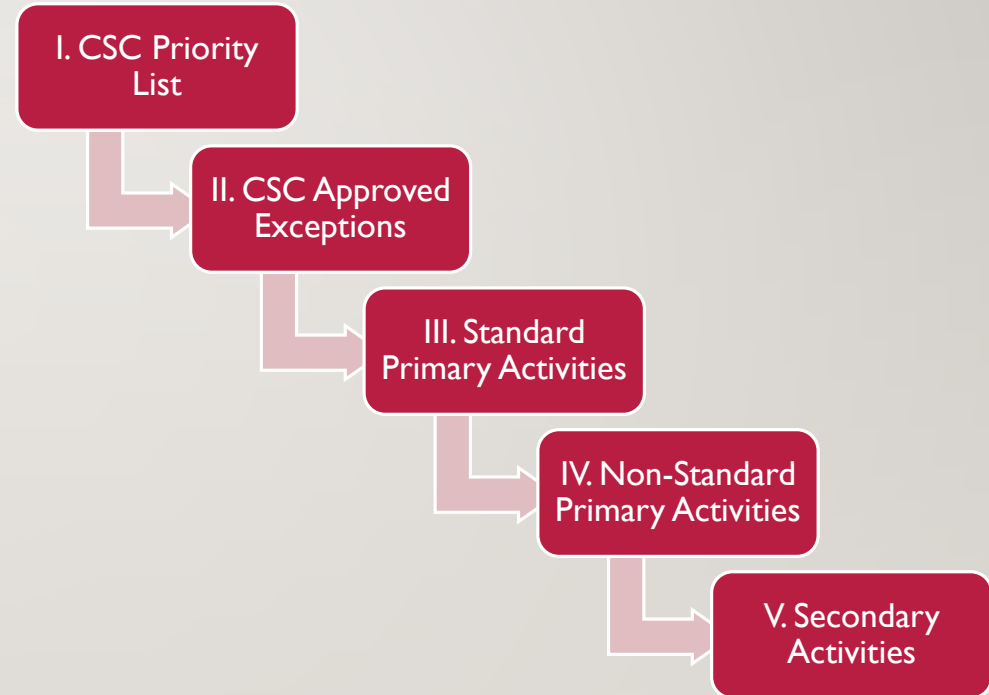 I. CSC Priority
List
II. CSC Approved
Exceptions
III. Standard
Primary Activities
IV. Non-Standard
Primary Activities
V. Secondary
Activities